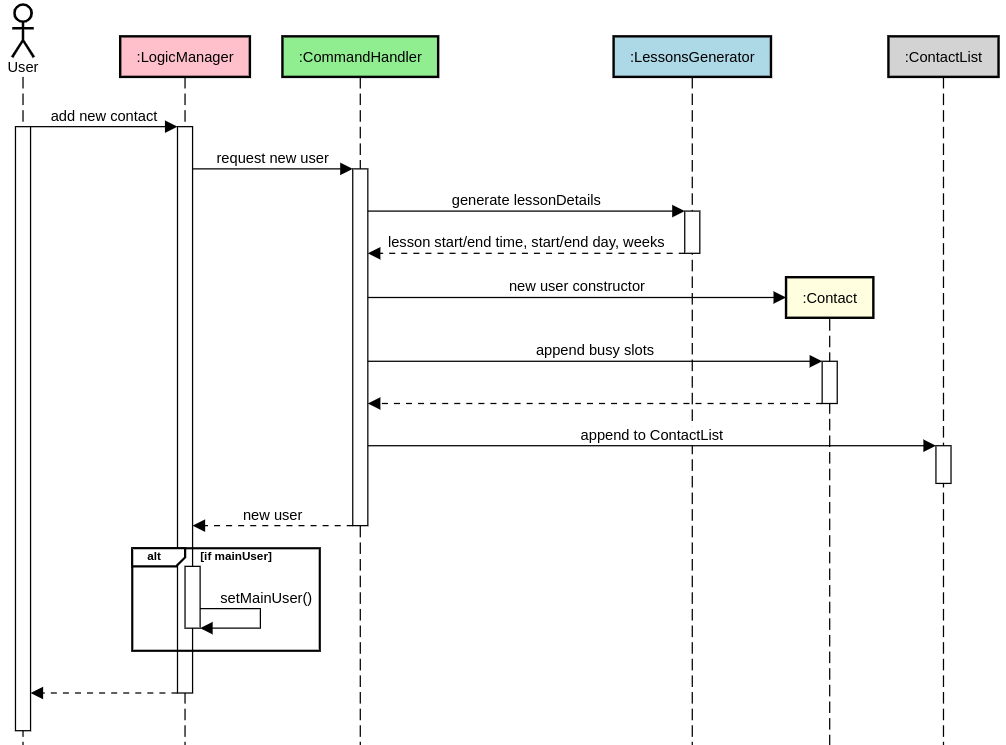 User
:LogicManager
:CommandHandler
:LessonsGenerator
:ContactList
add new contact
request new user
generate lessonDetails
lesson start/end time, start/end day, weeks
new user constructor
:Contact
append busy slots
append to ContactList
new user
alt
[if mainUser]
setMainUser()